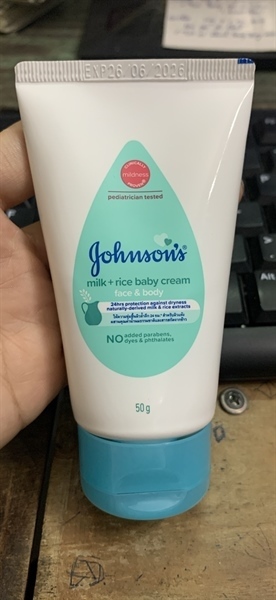 EXP26 06 2026
CLINICALLY
mildness
PROVEN
pediatrician tested
Johnson's
milk + rice baby cream
face & body
24hrs protection against dryness
naturally-derived milk & rice extracts
NO added parabens,
dyes & phthalates
50 g